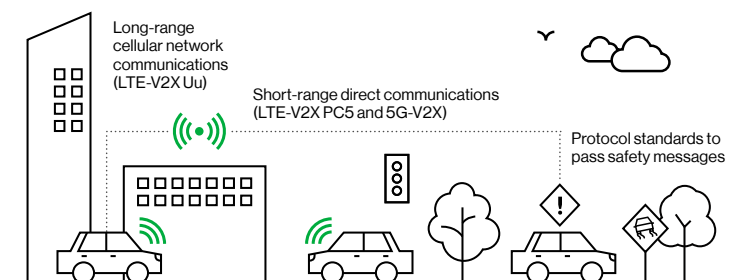 Long-range
cellular network
communications
(LTE-V2X Uu)
Short-range direct communications
(LTE-V2X PC5 and 5G-V2X)
Protocol standards to
pass safety messages
!